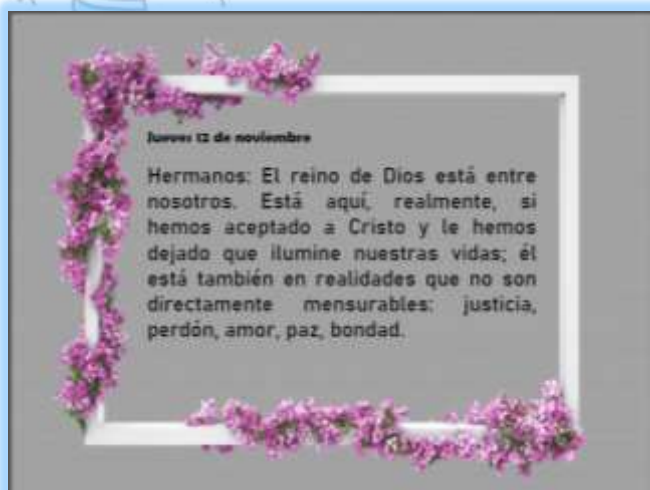 Jueves 12 de noviembre
Hermanos: El reino de Dios está entre
nosotros. Está aquí, realmente, si
hemos aceptado a Cristo y le hemos
dejado que ilumine nuestras vidas; él
está también en realidades que no son
directamente mensurables: justicia,
perdón, amor, paz, bondad.